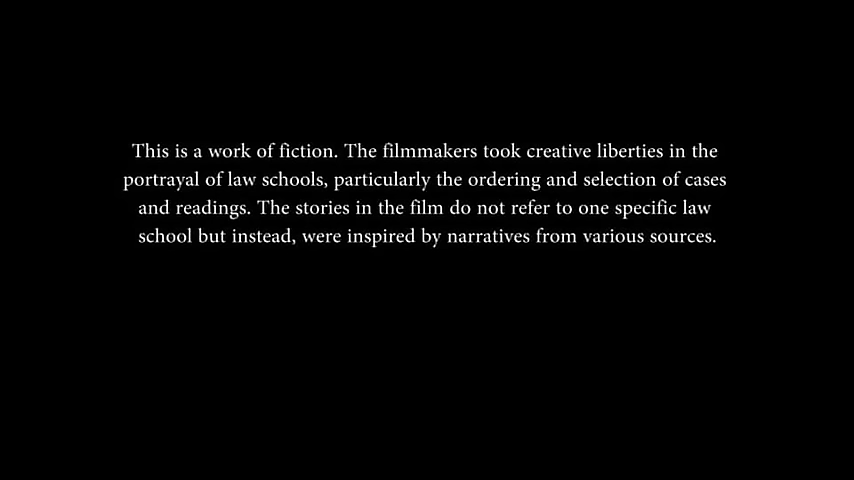 This is a work of fiction. The filmmakers took creative liberties in the
portrayal of law schools, particularly the ordering and selection of cases
and readings. The stories in the film do not refer to one specific law
school but instead, were inspired by narratives from various sources.